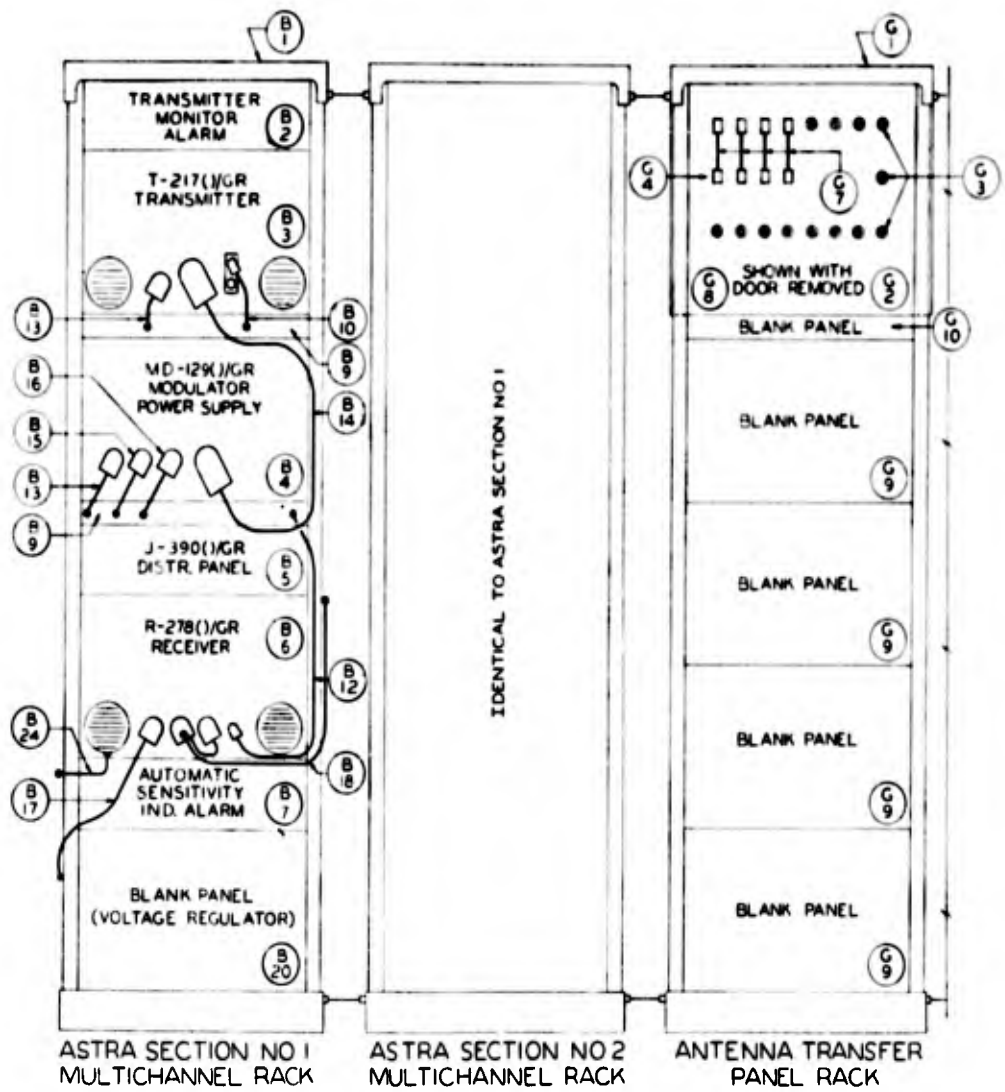 B
1
TRANSMITTER
MONITOR
ALARM
B
2
T-217()/GR
TRANSMITTER
B
3
B
13
B
10
B
9
MD-129()/GR
MODULATOR
POWER SUPPLY
B
16
B
14
B
15
B
13
B
4
B
9
J-390()/GR
DISTR. PANEL
B
5
R-278()/GR
RECEIVER
B
6
B
12
B
24
B
18
B
17
AUTOMATIC
SENSITIVITY
IND. ALARM
B
7
BLANK PANEL
(VOLTAGE REGULATOR)
B
20
ASTRA SECTION NO 1
MULTICHANNEL RACK
IDENTICAL TO ASTRA SECTION NO 1
ASTRA SECTION NO 2
MULTICHANNEL RACK
G
1
G
4
G
7
G
3
G
8
SHOWN WITH
DOOR REMOVED
G
2
BLANK PANEL
G
10
BLANK PANEL
G
9
BLANK PANEL
G
9
BLANK PANEL
G
9
BLANK PANEL
G
9
ANTENNA TRANSFER
PANEL RACK